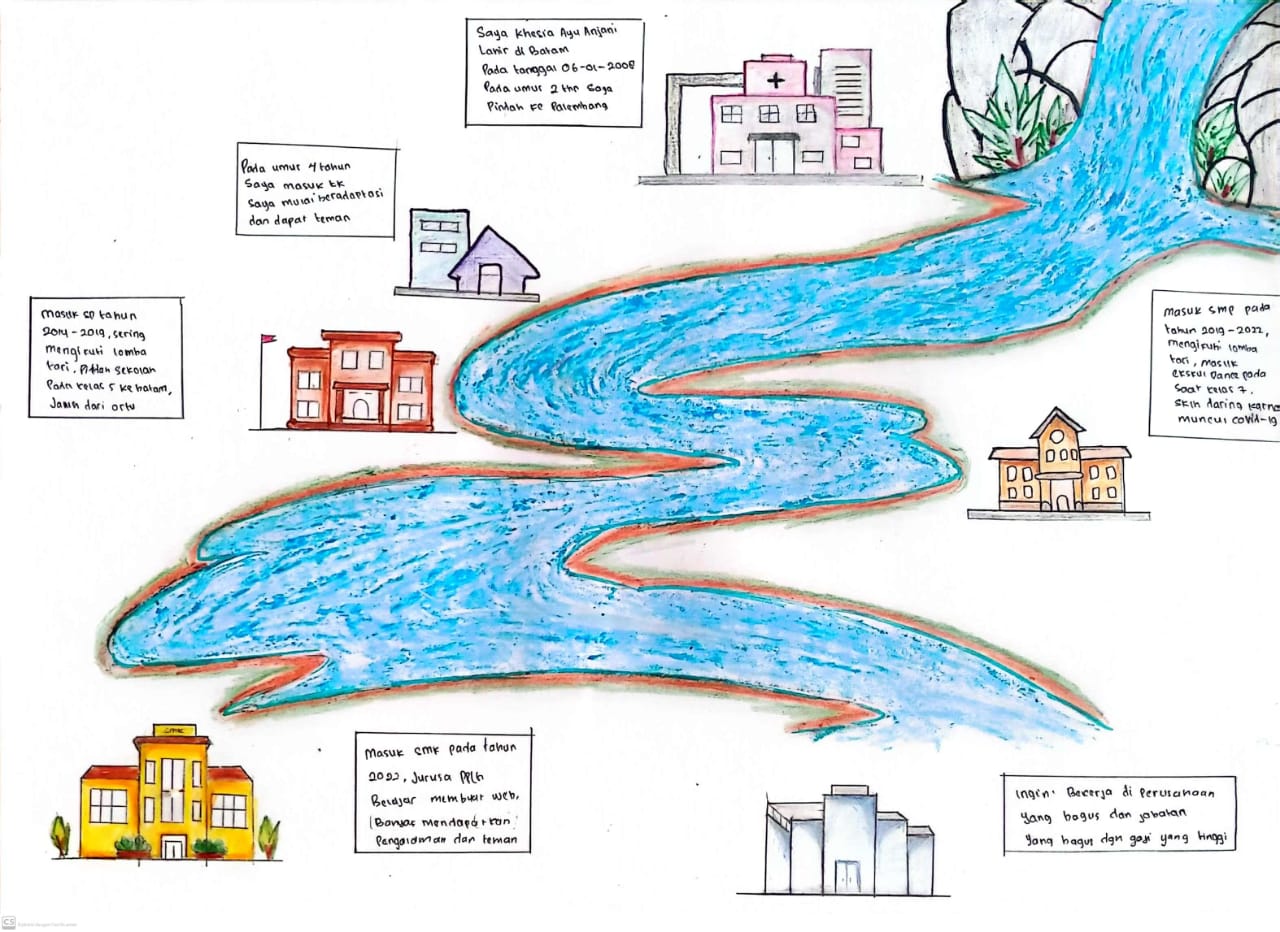 Saya Khesia Ayu Anjani
Lahir di Batam
Pada tanggal 06-01-2008
Pada umur 2 thn Saya
Pindah ke Palembang
Pada umur 4 tahun
Saya masuk tk
Saya mulai beradaptasi
dan dapat teman
Masuk SD tahun
2014-2019, sering
mengikuti lomba
tari. Pindah sekolah
Pada kelas 5 ke batam,
Jauh dari ortu
Masuk SMP pada
tahun 2019-2022,
mengikuti lomba
tari, masuk
ekskul Dance pada
Saat kelas 7.
Sklh daring karna
muncul covid-19
SMK
Masuk SMK pada tahun
2022, Jurusa PPLG
Belajar membuat web,
(Banyak mendapatkan
Pengalaman dan teman
Ingin: Bekerja di Perusahaan
Yang bagus dan jabatan
Yang bagus dgn gaji yang tinggi
CS